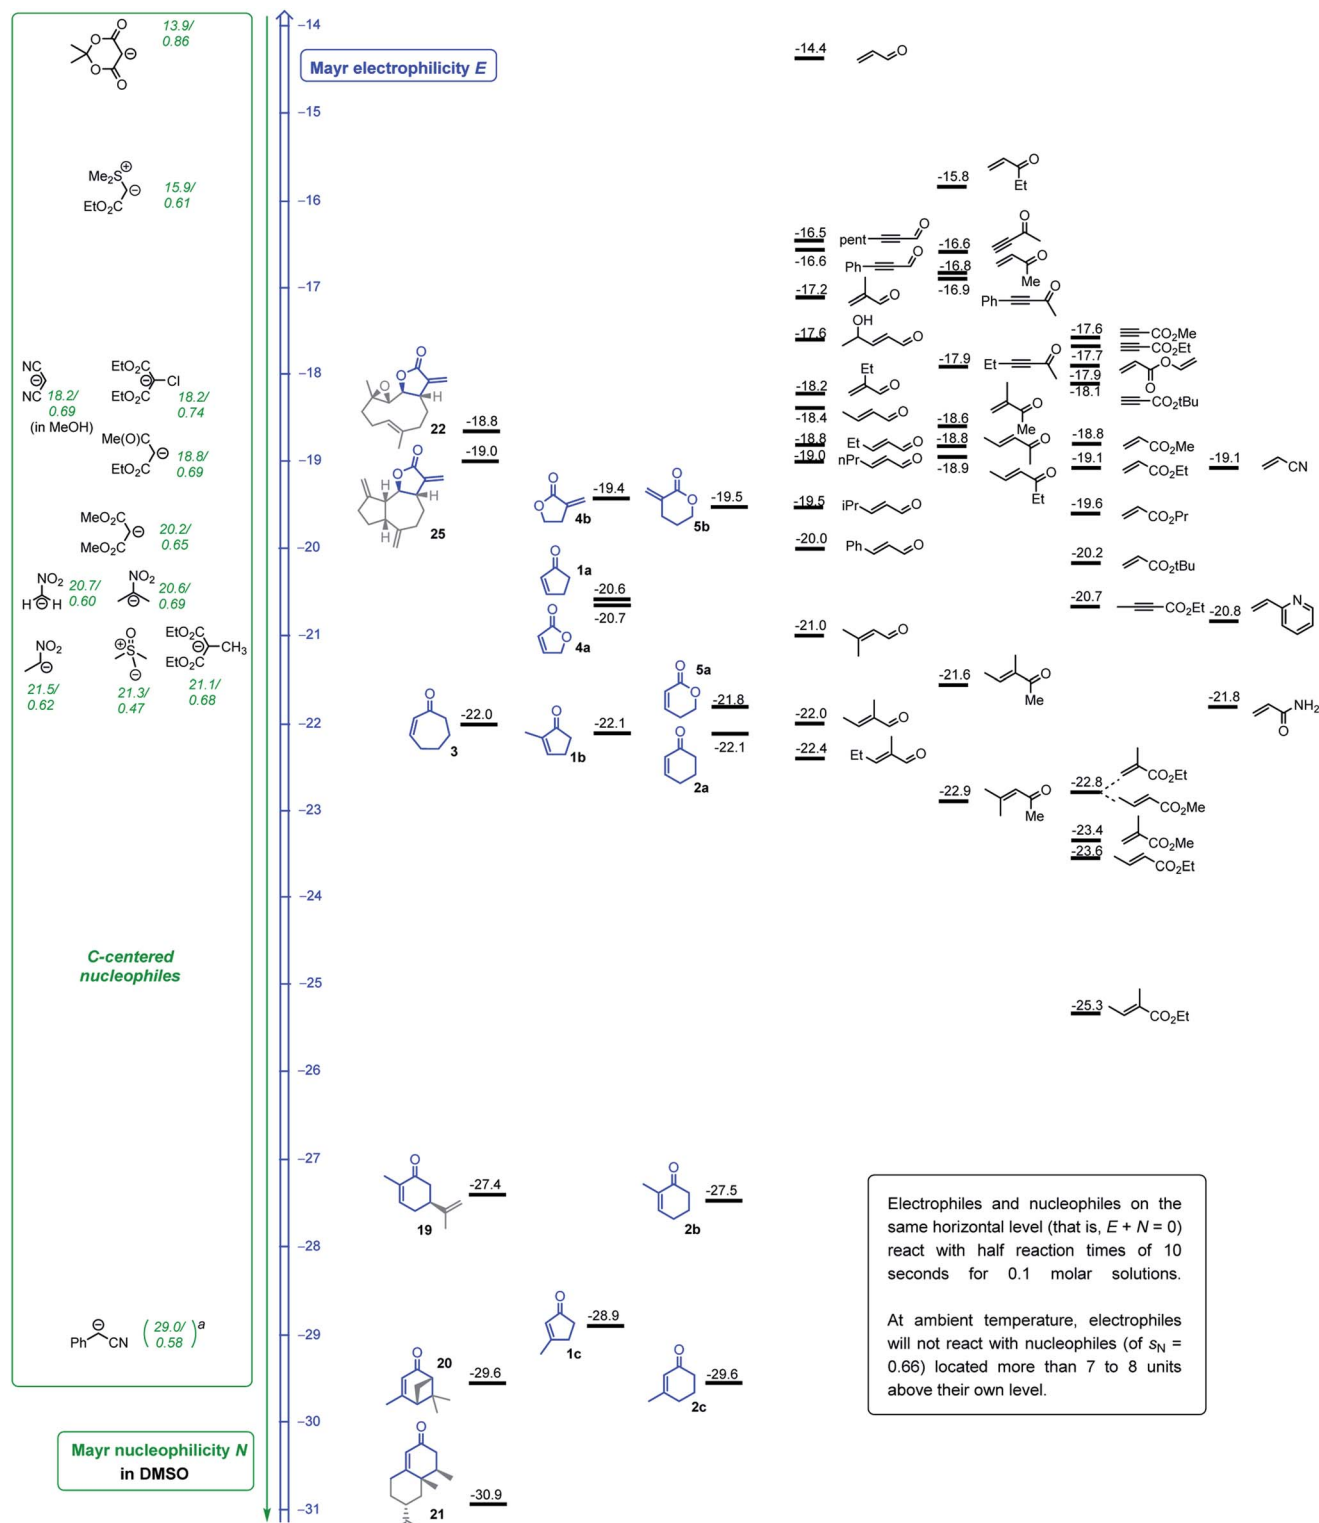 Mayr electrophilicity E
−14
−15
−16
−17
−18
−19
−20
−21
−22
−23
−24
−25
−26
−27
−28
−29
−30
−31
O
O
O
O
⊖
13.9/
0.86
Me2S
⊕
⊖
EtO2C
15.9/
0.61
NC
⊖
NC
18.2/
0.69
(in MeOH)
EtO2C
⊖
Cl
EtO2C
18.2/
0.74
Me(O)C
⊖
EtO2C
18.8/
0.69
MeO2C
⊖
MeO2C
20.2/
0.65
NO2
H ⊖ H
20.7/
0.60
NO2
⊖
20.6/
0.69
NO2
⊖
21.5/
0.62
O
⊕
S
⊖
21.3/
0.47
EtO2C
⊖
CH3
EtO2C
21.1/
0.68
C-centered
nucleophiles
Ph
⊖
CN
(29.0/
0.58)a
Mayr nucleophilicity N
in DMSO
O
O
O
H
22
-18.8
-19.0
O
O
H
H
H
25
O
O
4b
-19.4
O
O
5b
-19.5
O
1a
-20.6
-20.7
O
O
4a
O
3
-22.0
O
1b
-22.1
5a
O
O
-21.8
-22.1
O
2a
O
19
-27.4
O
2b
-27.5
O
1c
-28.9
20
O
-29.6
O
2c
-29.6
O
21
-30.9
-14.4
O
-16.5
pent
O
-16.6
Ph
O
-17.2
O
-17.6
OH
O
-18.2
Et
O
-18.4
O
-18.8
Et
O
-19.0
nPr
O
-19.5
iPr
O
-20.0
Ph
O
-21.0
O
-22.0
O
-22.4
Et
O
-15.8
O
Et
-16.6
O
-16.8
O
Me
-16.9
Ph
O
-17.9
Et
O
-18.6
O
Me
-18.8
O
-18.9
O
Et
-21.6
O
Me
-22.9
O
Me
-17.6
CO2Me
-17.7
CO2Et
-17.9
O
O
-18.1
CO2tBu
-18.8
CO2Me
-19.1
CO2Et
-19.6
CO2Pr
-20.2
CO2tBu
-20.7
CO2Et
-22.8
CO2Et
CO2Me
-23.4
CO2Me
-23.6
CO2Et
-25.3
CO2Et
-19.1
CN
-20.8
N
-21.8
NH2
O
Electrophiles and nucleophiles on the
same horizontal level (that is, E + N = 0)
react with half reaction times of 10
seconds for 0.1 molar solutions.
At ambient temperature, electrophiles
will not react with nucleophiles (of sN =
0.66) located more than 7 to 8 units
above their own level.